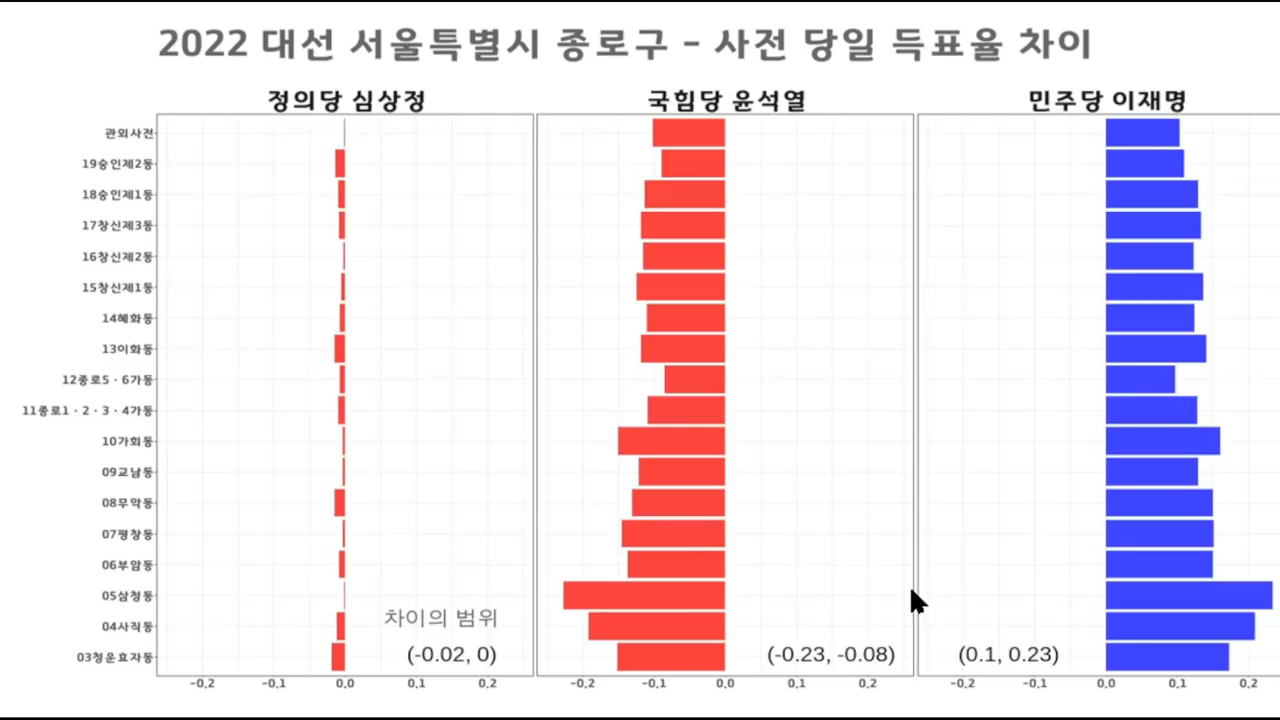 2022 대선 서울특별시 종로구 - 사전 당일 득표율 차이
정의당 심상정 국힘당 윤석열 민주당 이재명
관외사전
19숭인제2동
18숭인제1동
17창신제3동
16창신제2동
15창신제1동
14혜화동
13이화동
12종로5·6가동
11종로1·2·3·4가동
10가회동
09교남동
08무악동
07평창동
06부암동
05삼청동
04사직동
03청운효자동
차이의 범위
(-0.02, 0) (-0.23, -0.08) (0.1, 0.23)
-0.2 -0.1 0.0 0.1 0.2 -0.2 -0.1 0.0 0.1 0.2 -0.2 -0.1 0.0 0.1 0.2